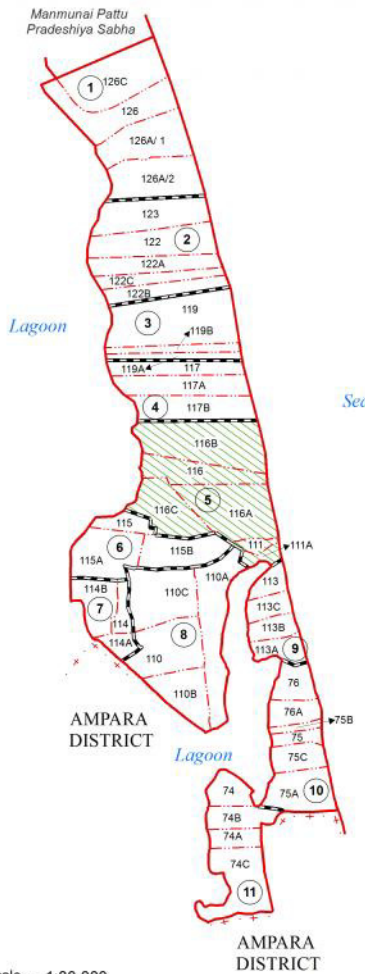 Manmunai Pattu
Pradeshiya Sabha
1
126C
126
126A/ 1
126A/2
123
122
2
122A
122C
122B
119
3
Lagoon
119B
119A
117
117A
Sea
4
117B
116B
116
5
116C
116A
115
111
111A
6
115B
115A
110A
113
114B
110C
113C
7
114
8
113B
114A
113A
9
110
76
110B
76A
AMPARA
DISTRICT
75B
75
Lagoon
75C
74
75A
10
74B
74A
74C
11
AMPARA
DISTRICT